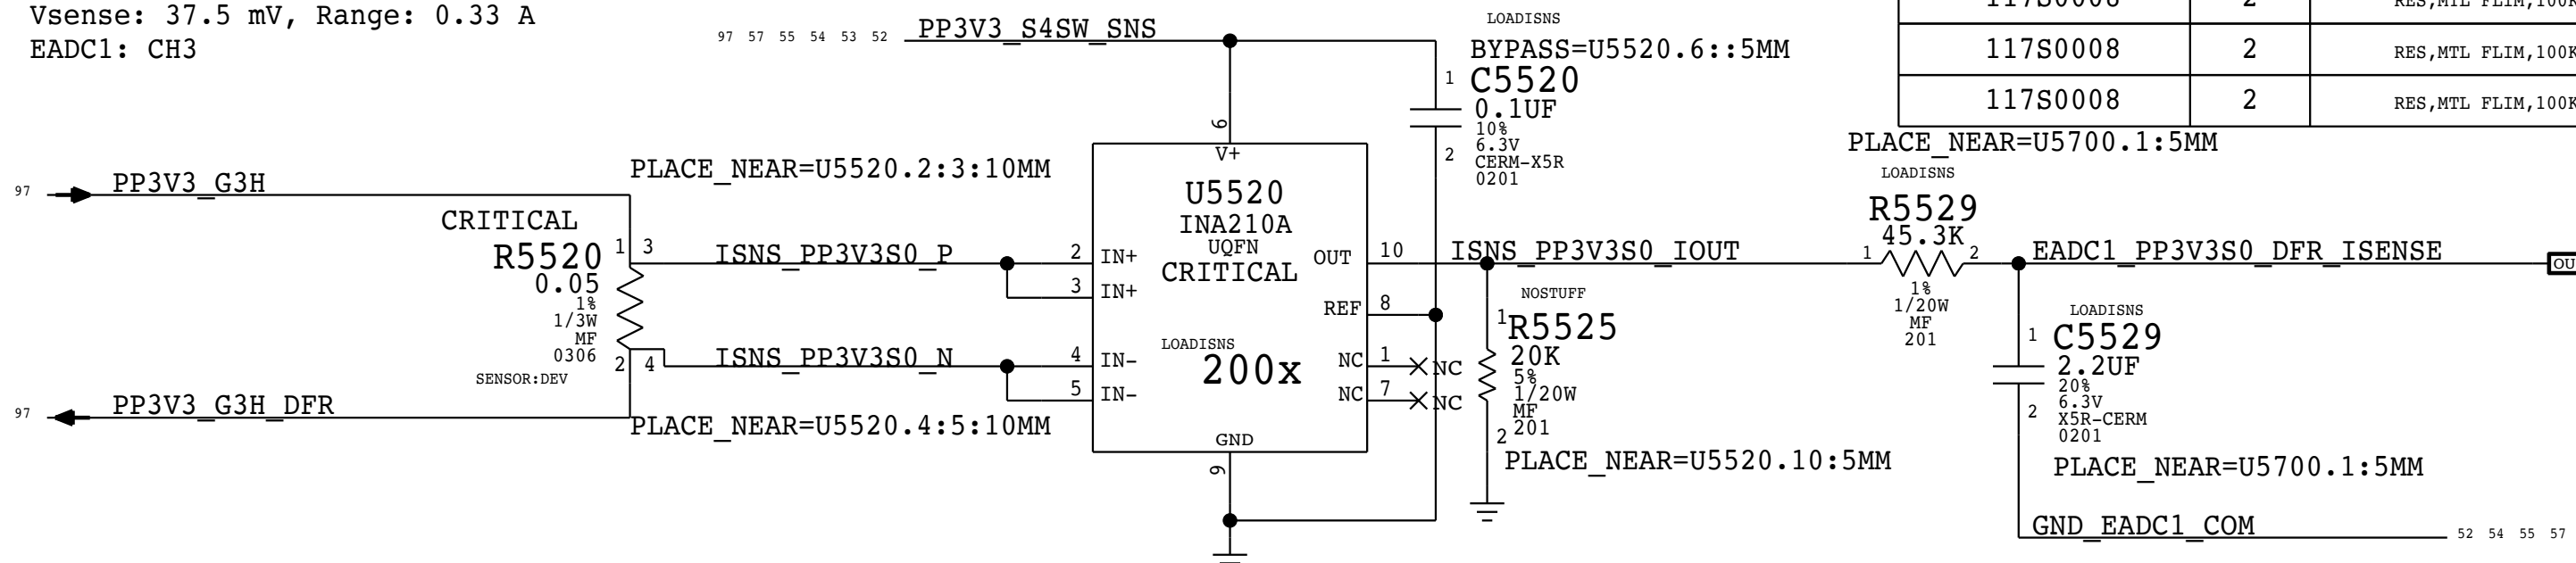 Vsense: 37.5 mV, Range: 0.33 A
EADC1: CH3
97 57 55 54 53 52 PP3V3_S4SW_SNS
LOADISNS
BYPASS=U5520.6::5MM
1
C5520
0.1UF
10%
6.3V
CERM-X5R
0201
2
117S0008 2 RES,MTL FLIM,100K
117S0008 2 RES,MTL FLIM,100K
117S0008 2 RES,MTL FLIM,100K
PLACE_NEAR=U5700.1:5MM
LOADISNS
R5529
45.3K
1 2
1%
1/20W
MF
201
97 PP3V3_G3H
PLACE_NEAR=U5520.2:3:10MM
CRITICAL
R5520
0.05
1%
1/3W
MF
0306
SENSOR:DEV
1 3
2 4
ISNS_PP3V3S0_P
ISNS_PP3V3S0_N
97 PP3V3_G3H_DFR
PLACE_NEAR=U5520.4:5:10MM
6
V+
U5520
INA210A
UQFN
CRITICAL
LOADISNS
200x
2 IN+
3 IN+
4 IN-
5 IN-
OUT 10
REF 8
NC 1 NC
NC 7 NC
GND
9
ISNS_PP3V3S0_IOUT
NOSTUFF
1
R5525
20K
5%
1/20W
MF
201
2
PLACE_NEAR=U5520.10:5MM
EADC1_PP3V3S0_DFR_ISENSE
OU
LOADISNS
1
C5529
2.2UF
20%
6.3V
X5R-CERM
0201
2
PLACE_NEAR=U5700.1:5MM
GND_EADC1_COM 52 54 55 57